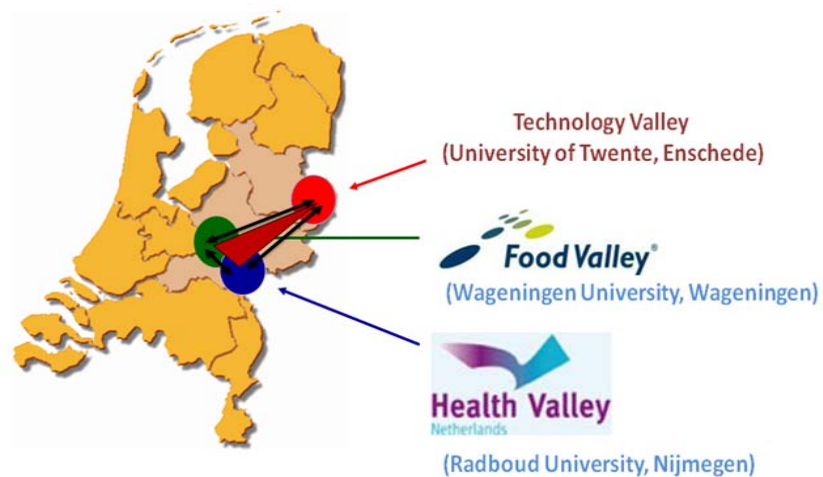 Technology Valley
(University of Twente, Enschede)
Food Valley®
(Wageningen University, Wageningen)
Health Valley
Netherlands
(Radboud University, Nijmegen)